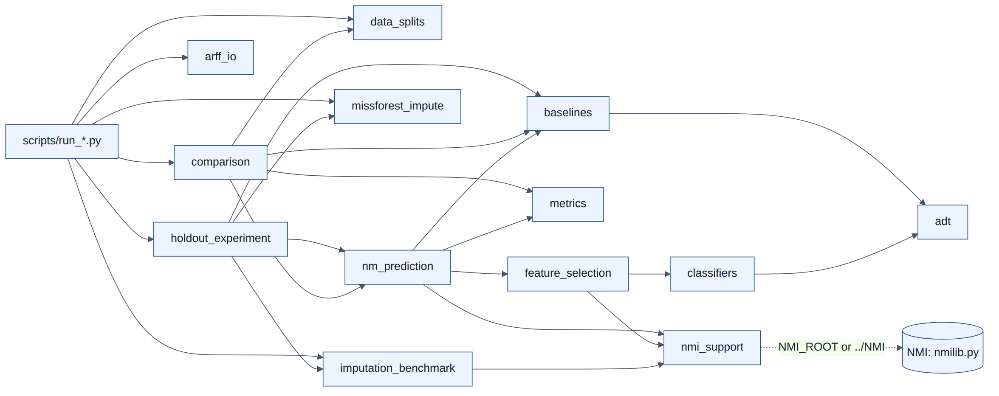 data_splits
arff_io
missforest_impute
baselines
scripts/run_*.py
comparison
metrics
adt
holdout_experiment
nm_prediction
feature_selection
classifiers
nmi_support
NMI_ROOT or ../NMI
NMI: nmilib.py
imputation_benchmark